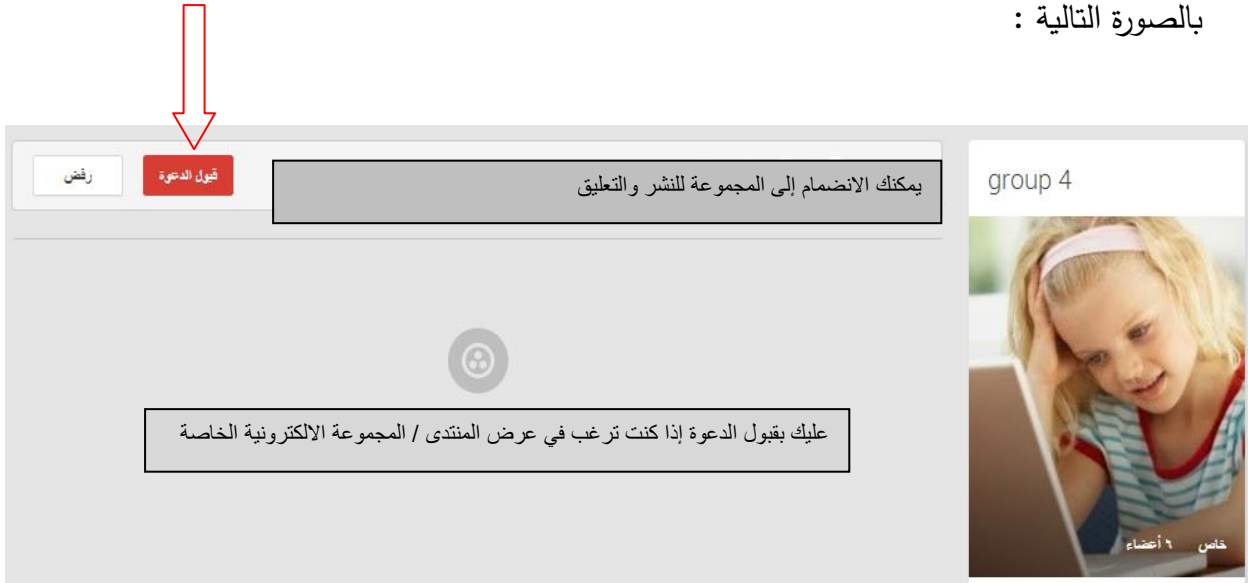 بالصورة التالية :
group 4
يمكنك الانضمام إلى المجموعة للنشر والتعليق
قبول الدعوة
رفض
عليك بقبول الدعوة إذا كنت ترغب في عرض المنتدى / المجموعة الالكترونية الخاصة
خاص ٦ أعضاء